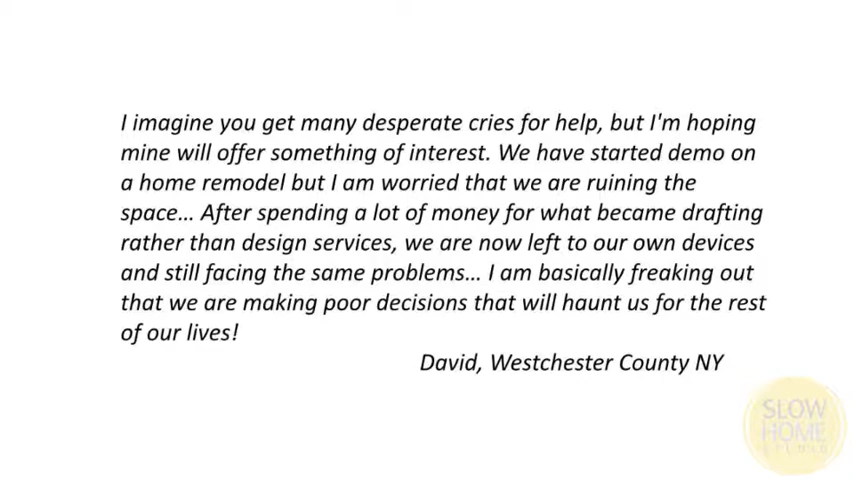 I imagine you get many desperate cries for help, but I'm hoping
mine will offer something of interest. We have started demo on
a home remodel but I am worried that we are ruining the
space... After spending a lot of money for what became drafting
rather than design services, we are now left to our own devices
and still facing the same problems... I am basically freaking out
that we are making poor decisions that will haunt us for the rest
of our lives!
David, Westchester County NY
SLOW
HOME
STUDIO